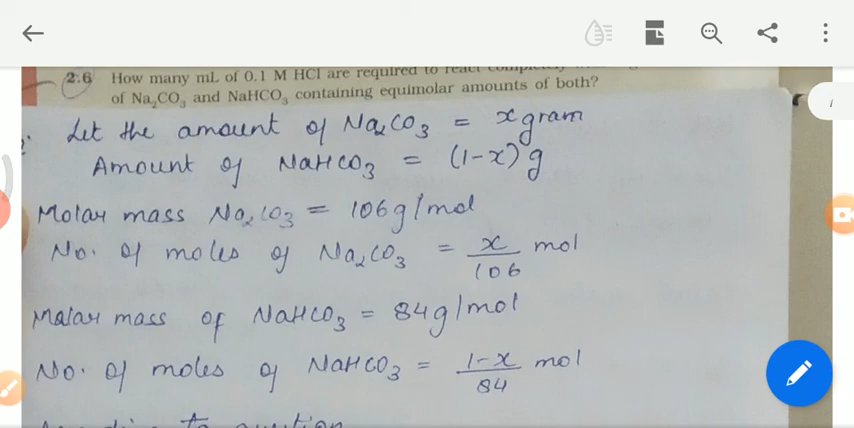 2.6 How many mL of 0.1 M HCl are required to react
of Na₂CO₃ and NaHCO₃ containing equimolar amounts of both?
Let the amount of Na₂CO₃ = x gram
Amount of NaHCO₃ = (1-x) g
Molar mass Na₂CO₃ = 106 g/mol
No. of moles of Na₂CO₃ = x/106 mol
Molar mass of NaHCO₃ = 84 g/mol
No. of moles of NaHCO₃ = 1-x/84 mol
to question